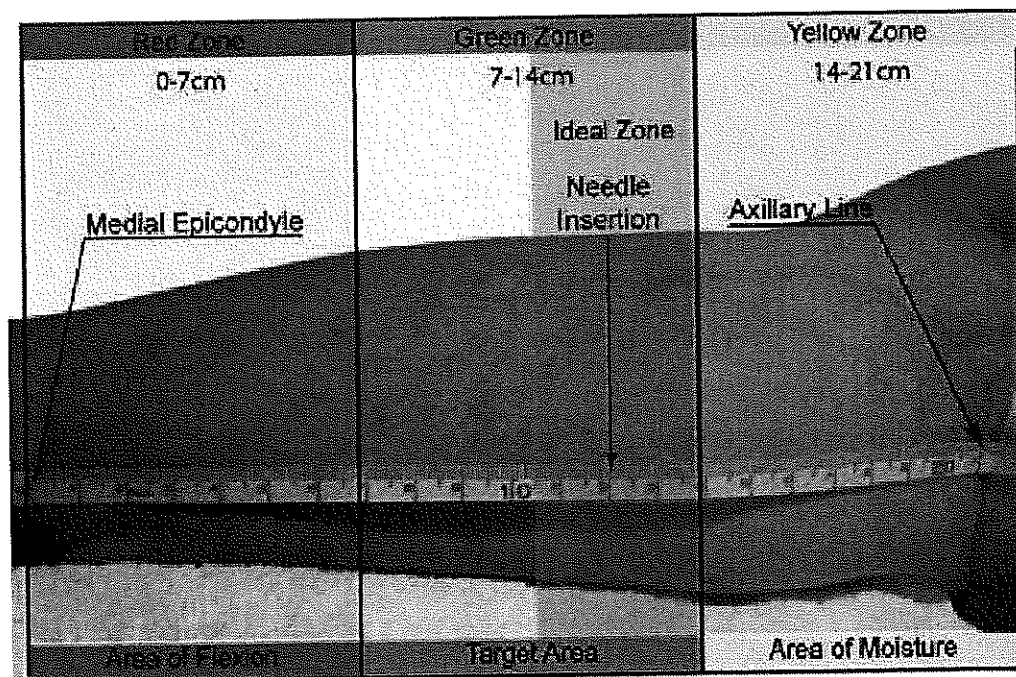 Red Zone
0-7cm
Green Zone
7-14cm
Ideal Zone
Needle
Insertion
Yellow Zone
14-21cm
Medial Epicondyle
Axillary Line
10
20
Area of Flexion
Target Area
Area of Moisture